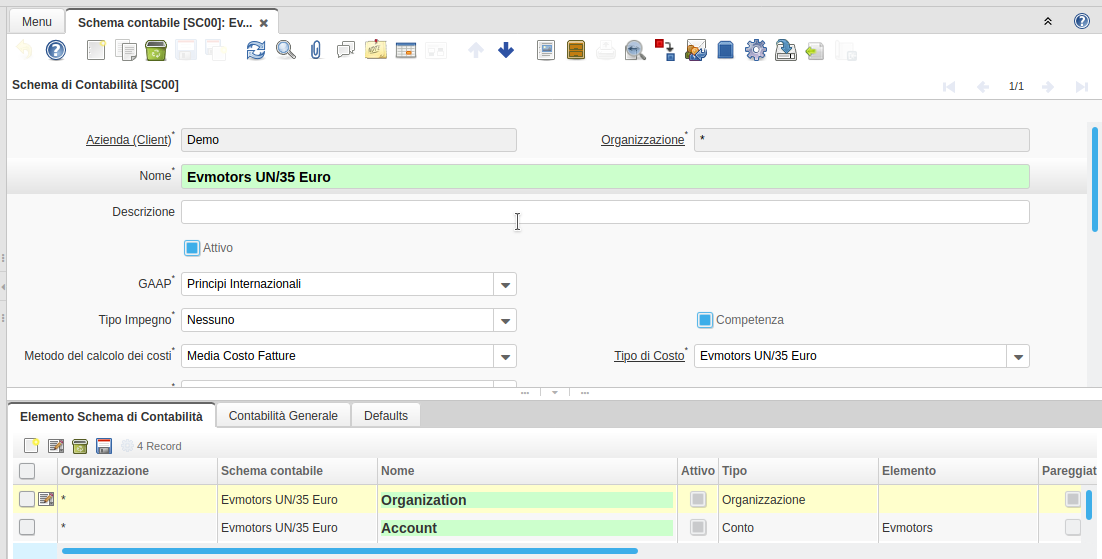 Menu
Schema contabile [SC00]: Ev...
Schema di Contabilità [SC00]
1/1
Azienda (Client)* Demo Organizzazione* *
Nome* Evmotors UN/35 Euro
Descrizione
Attivo
GAAP* Principi Internazionali
Tipo Impegno* Nessuno Competenza
Metodo del calcolo dei costi* Media Costo Fatture Tipo di Costo* Evmotors UN/35 Euro
*
Elemento Schema di Contabilità Contabilità Generale Defaults
4 Record
Organizzazione Schema contabile Nome Attivo Tipo Elemento Pareggiat
* Evmotors UN/35 Euro Organization Organizzazione
* Evmotors UN/35 Euro Account Conto Evmotors